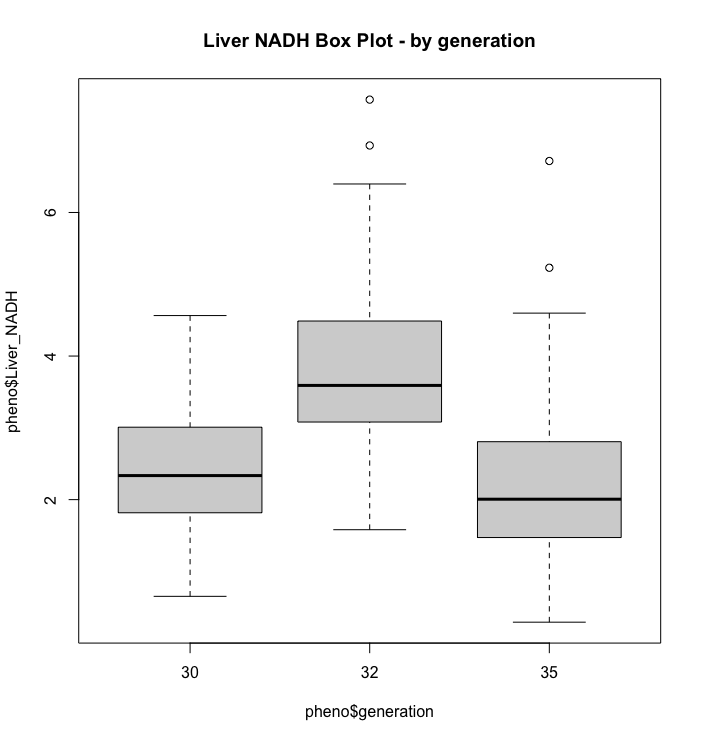 Liver NADH Box Plot - by generation
pheno$Liver_NADH
6
4
2
30 32 35
pheno$generation